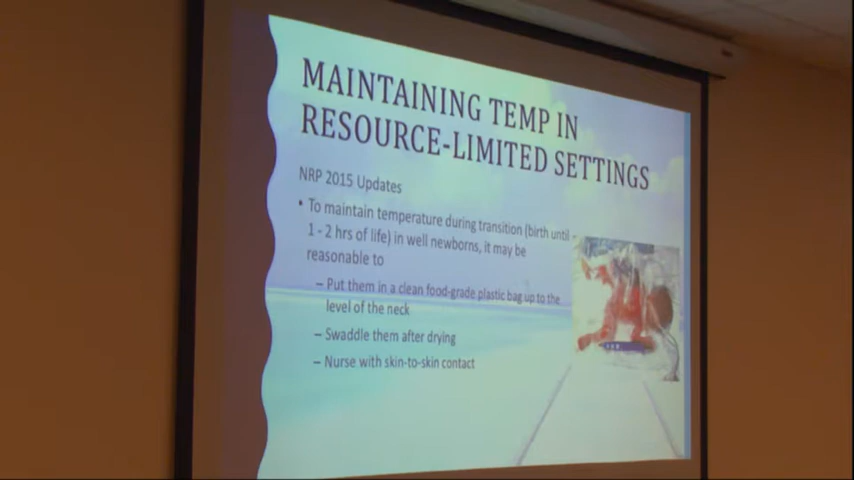 MAINTAINING TEMP IN
RESOURCE-LIMITED SETTINGS
NRP 2015 Updates
• To maintain temperature during transition (birth until
1 - 2 hrs of life) in well newborns, it may be
reasonable to
– Put them in a clean food-grade plastic bag up to the
level of the neck
– Swaddle them after drying
– Nurse with skin-to-skin contact